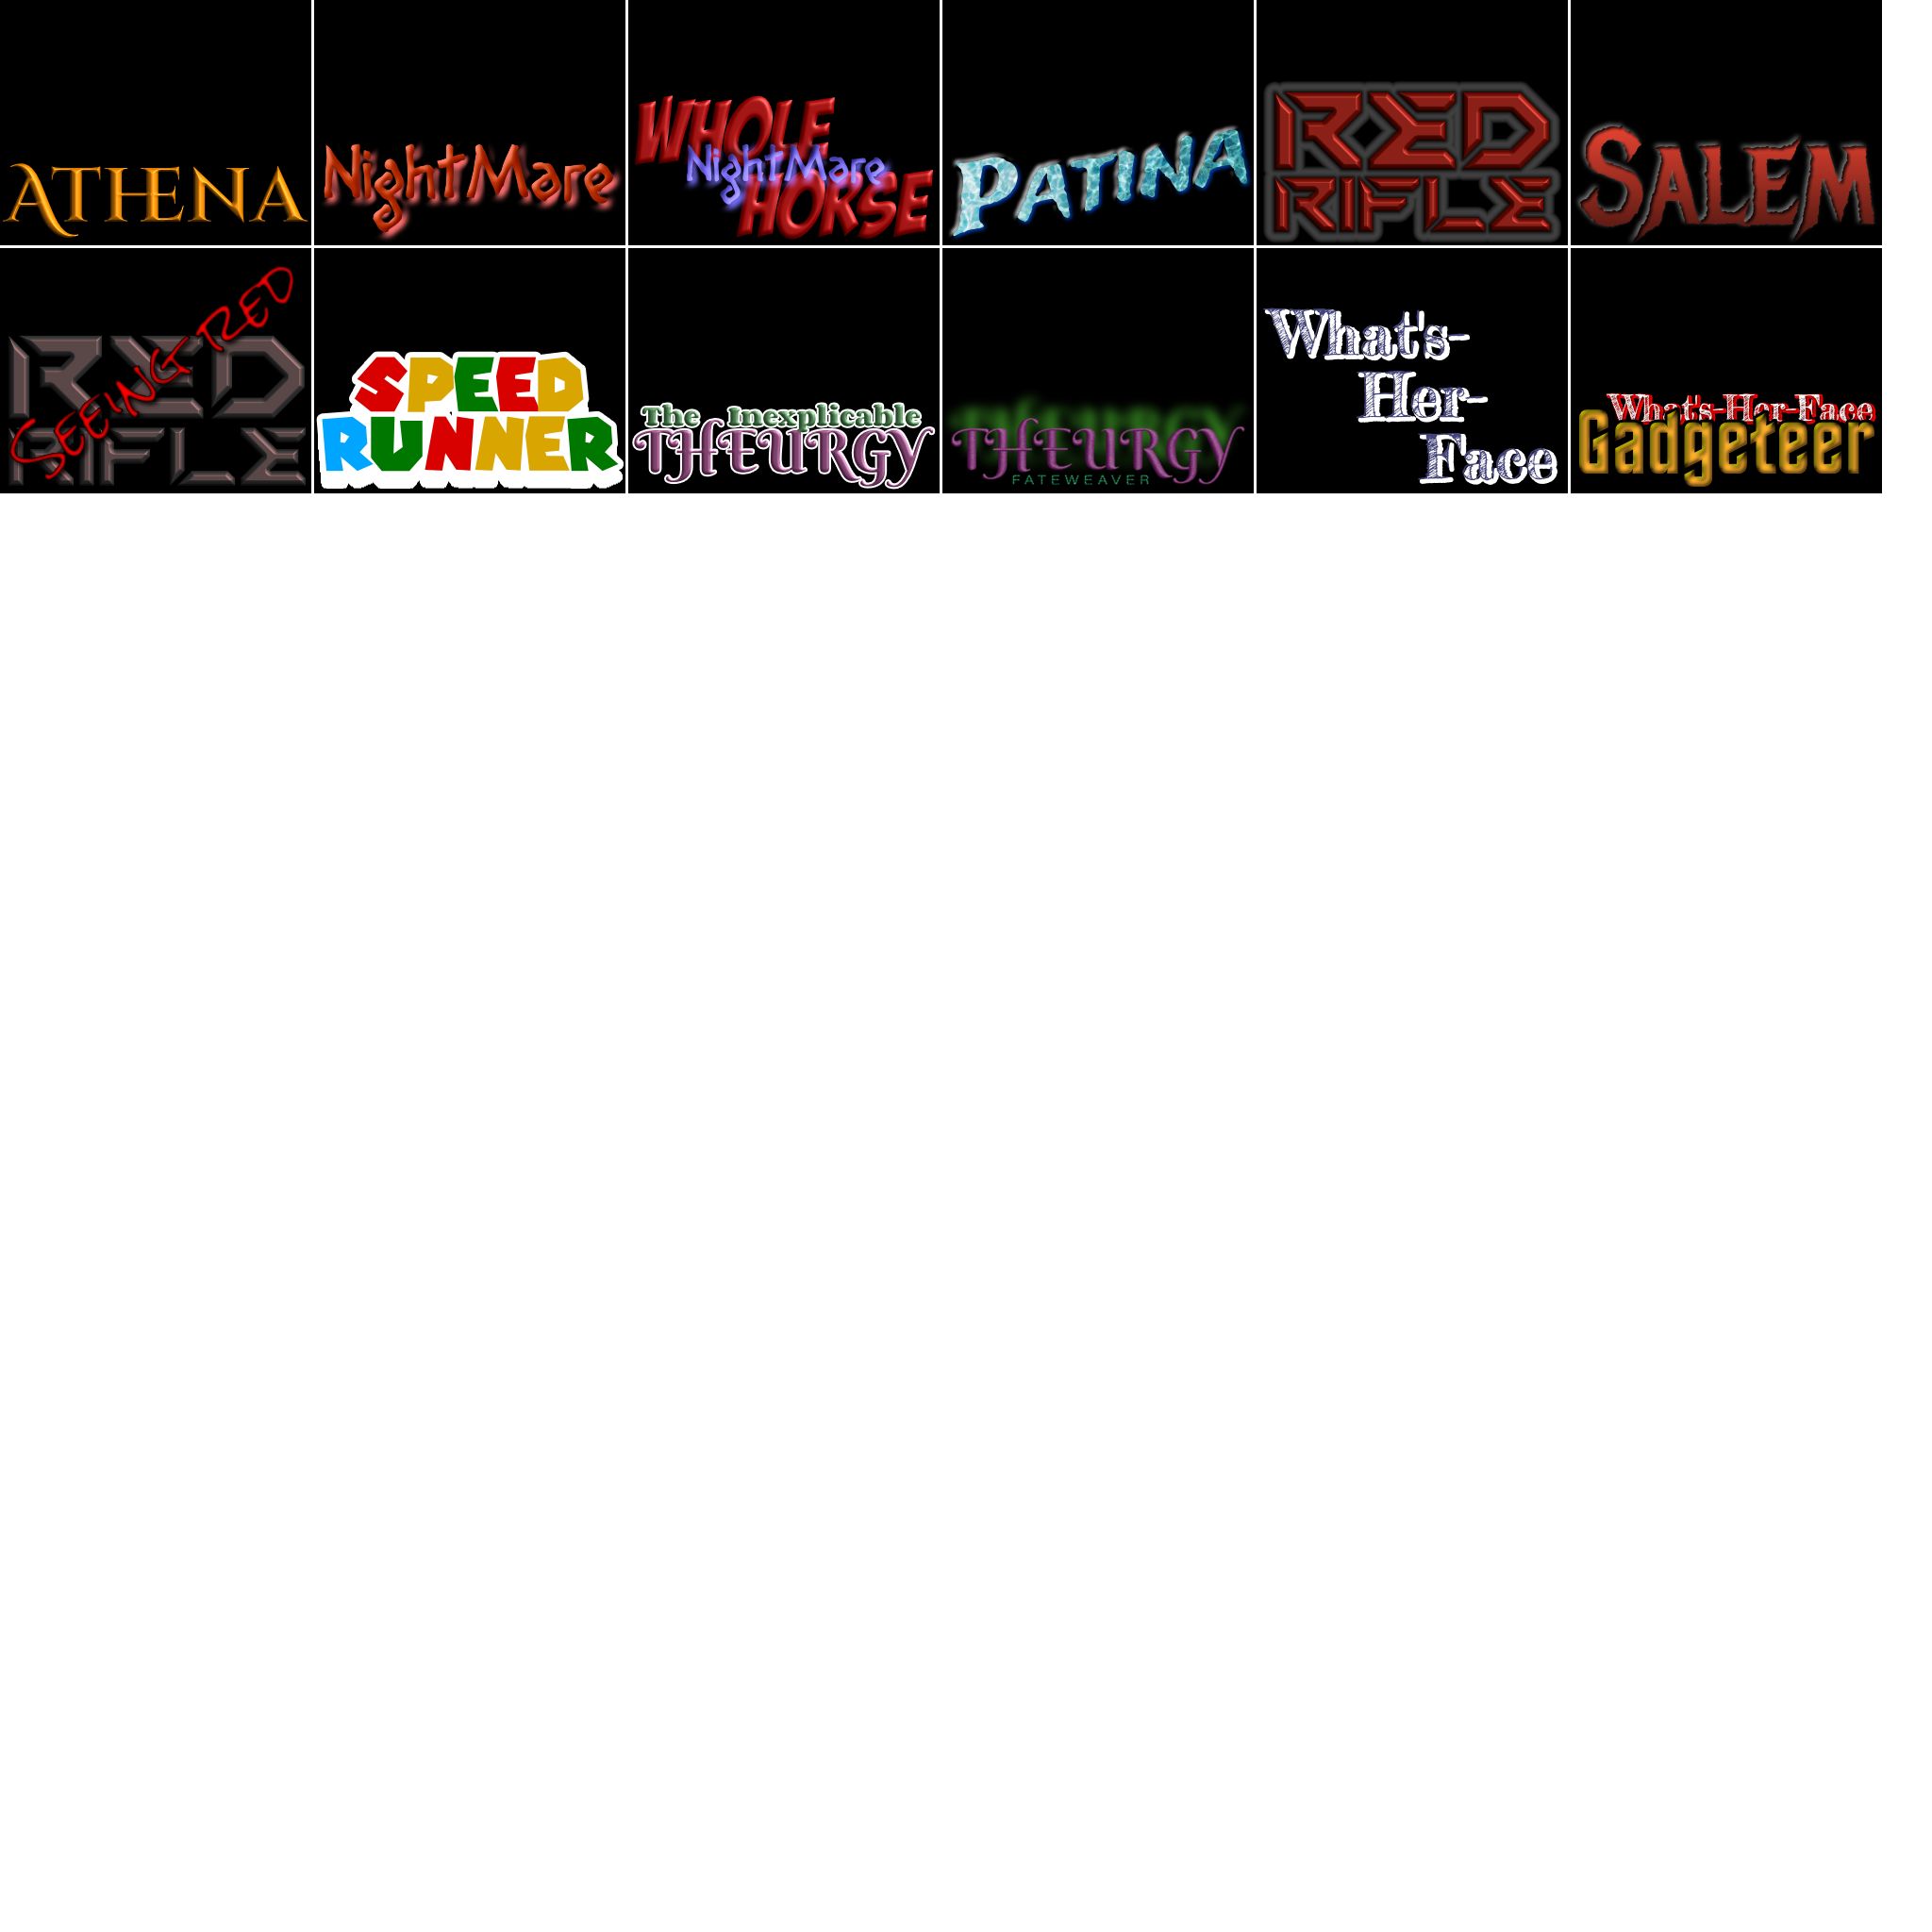 ATHENA
NightMare
WHOLE
NightMare
HORSE
PATINA
RED
RIFLE
SALEM
RED
RIFLE
SEEING RED
SPEED
RUNNER
The Inexplicable
THEURGY
THEURGY
FATEWEAVER
What's-
Her-
Face
What's-Her-Face
Gadgeteer